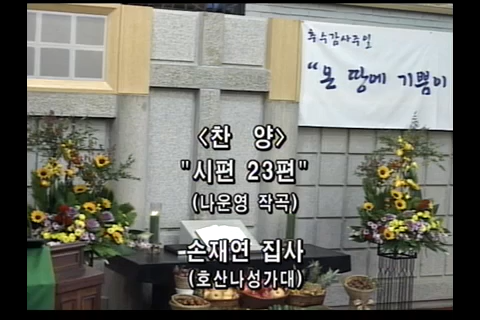 추수감사주일
"온 땅에 기쁨이
<찬 양>
"시편 23편"
(나운영 작곡)
손재연 집사
(호산나성가대)